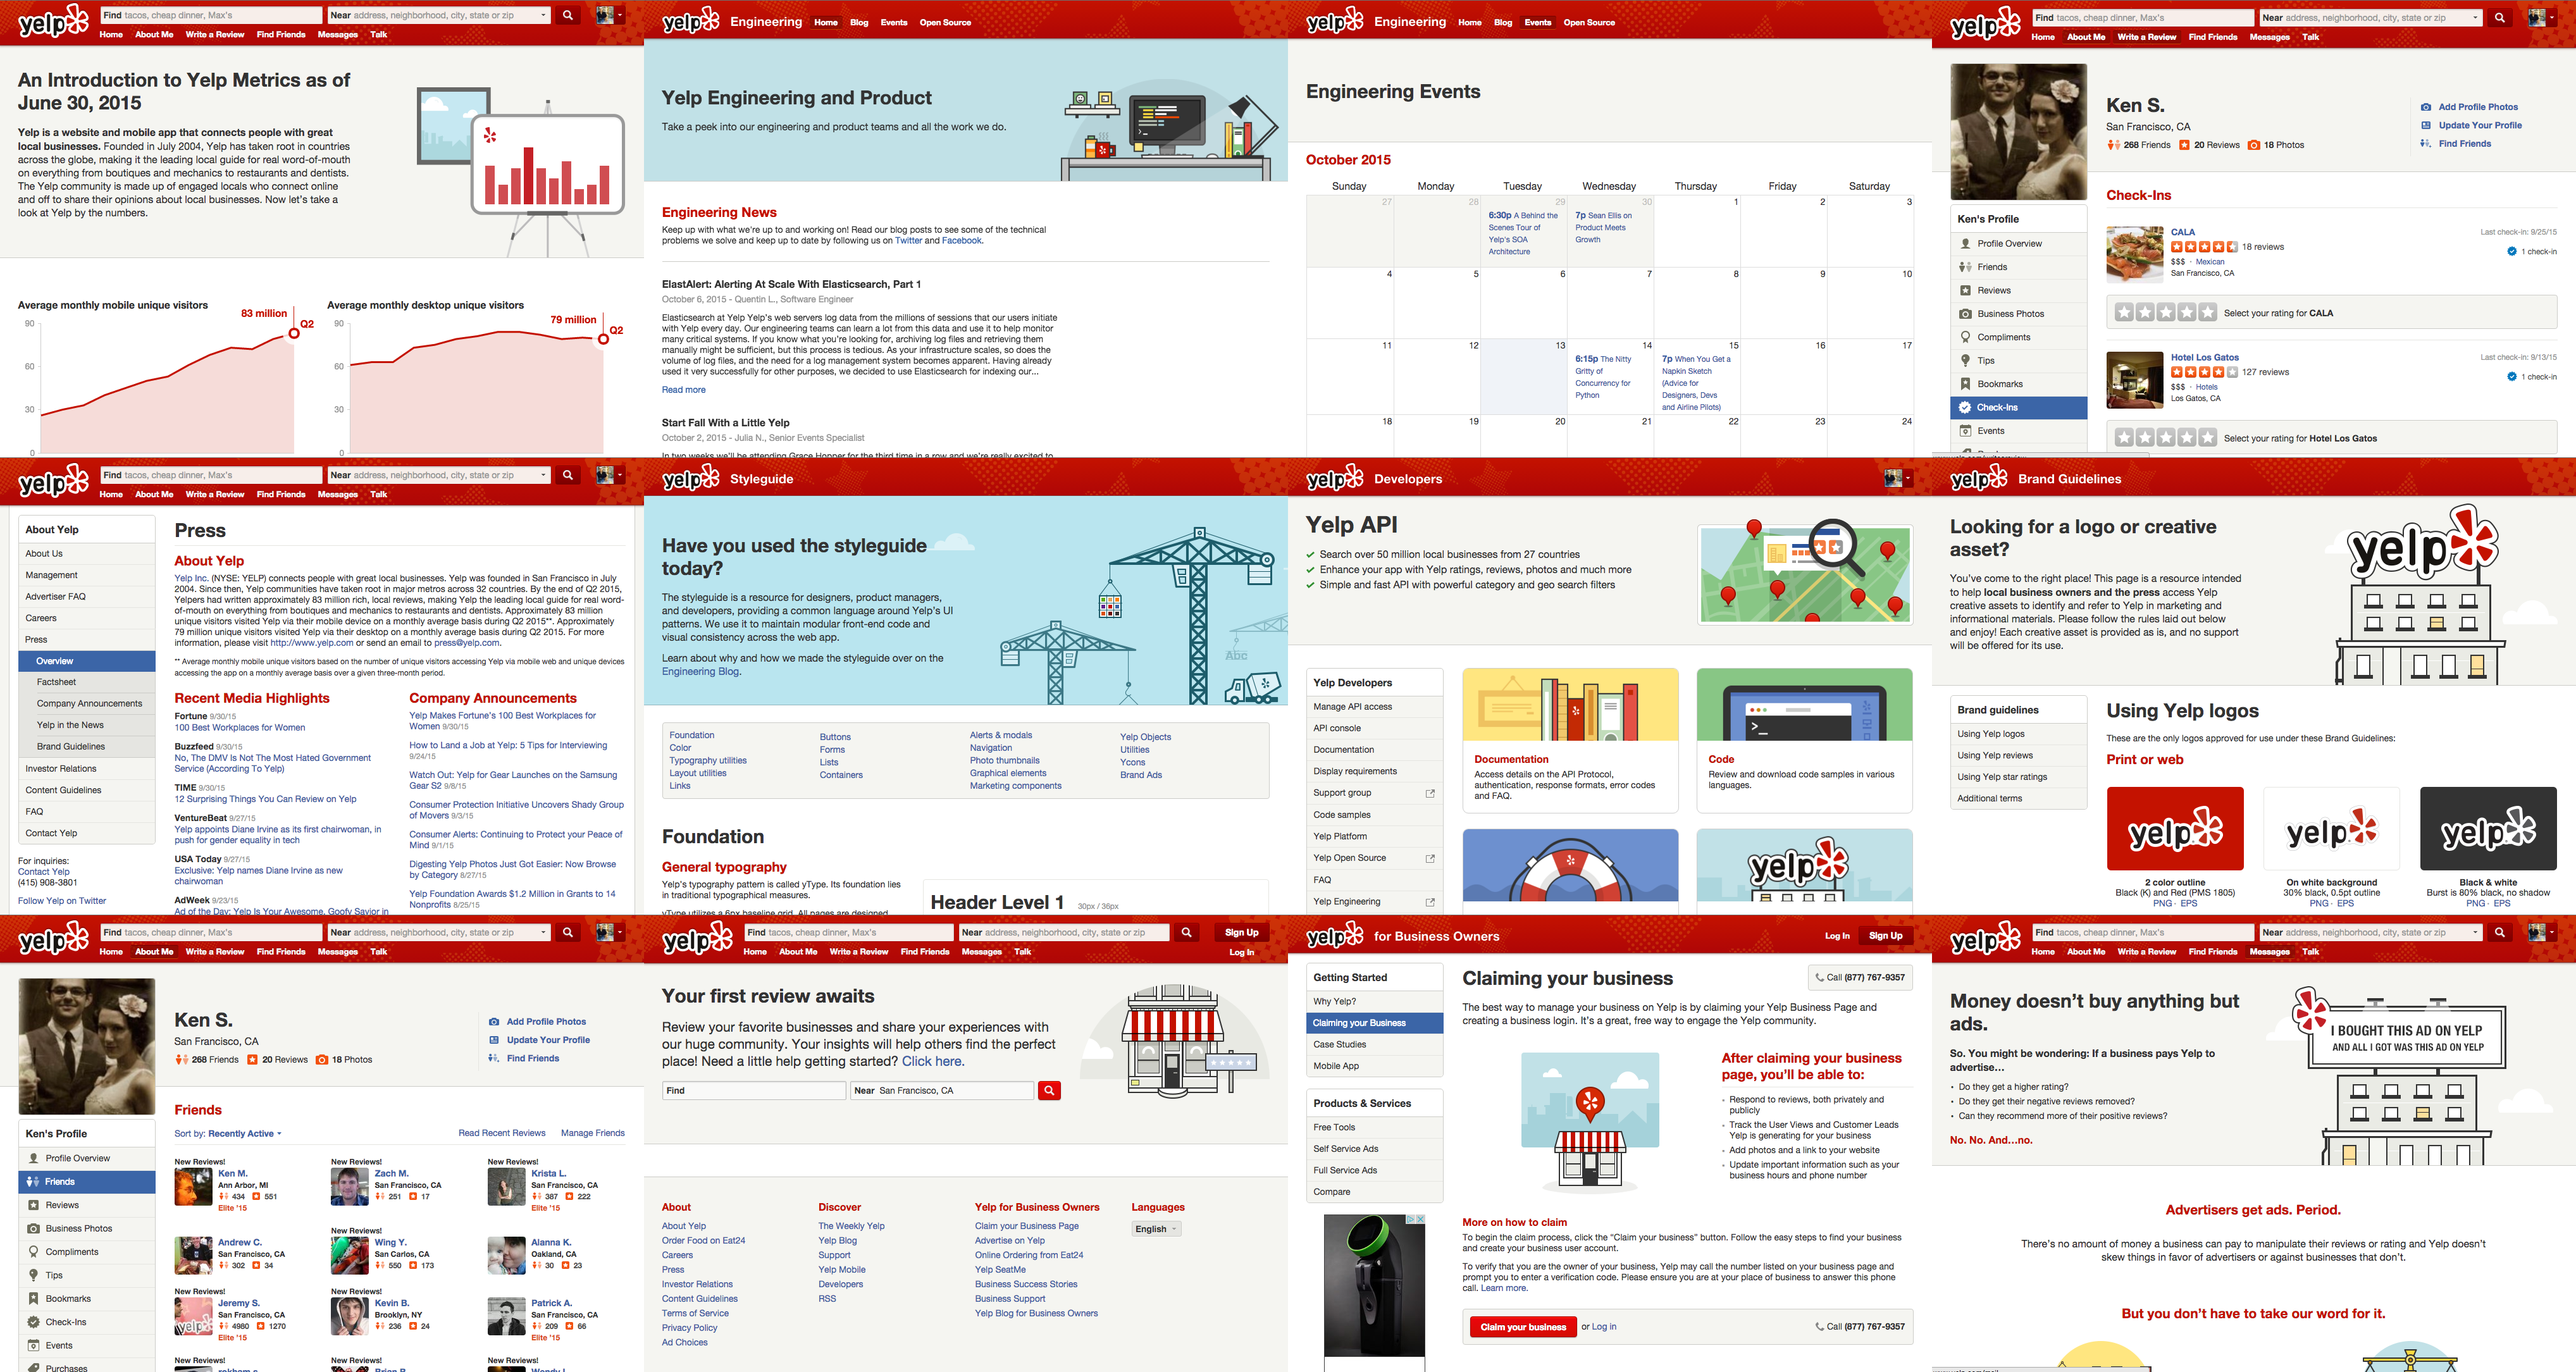 yelp
Find tacos, cheap dinner, Max's
Near address, neighborhood, city, state or zip
Home About Me Write a Review Find Friends Messages Talk
An Introduction to Yelp Metrics as of
June 30, 2015
Yelp is a website and mobile app that connects people with great
local businesses. Founded in July 2004, Yelp has taken root in countries
across the globe, making it the leading local guide for real word-of-mouth
on everything from boutiques and mechanics to restaurants and dentists.
The Yelp community is made up of engaged locals who connect online
and off to share their opinions about local businesses. Now let's take a
look at Yelp by the numbers.
Average monthly mobile unique visitors
83 million
Q2
90
60
30
0
Average monthly desktop unique visitors
79 million
Q2
90
60
30
0
yelp Engineering Home Blog Events Open Source
Yelp Engineering and Product
Take a peek into our engineering and product teams and all the work we do.
Engineering News
Keep up with what we're up to and working on! Read our blog posts to see some of the technical
problems we solve and keep up to date by following us on Twitter and Facebook.
ElastAlert: Alerting At Scale With Elasticsearch, Part 1
October 6, 2015 - Quentin L., Software Engineer
Elasticsearch at Yelp Yelp's web servers log data from the millions of sessions that our users initiate
with Yelp every day. Our engineering teams can learn a lot from this data and use it to help monitor
many critical systems. If you know what you're looking for, archiving log files and retrieving them
manually might be sufficient, but this process is tedious. As your infrastructure scales, so does the
volume of log files, and the need for a log management system becomes apparent. Having already
used it very successfully for other purposes, we decided to use Elasticsearch for indexing our...
Read more
Start Fall With a Little Yelp
October 2, 2015 - Julia N., Senior Events Specialist
In two weeks we'll be attending Grace Hopper for the third time in a row and we're really excited to
yelp Engineering Home Blog Events Open Source
Engineering Events
October 2015
Sunday Monday Tuesday Wednesday Thursday Friday Saturday
27 28 29 30 1 2 3
6:30p A Behind the
Scenes Tour of
Yelp's SOA
Architecture
7p Sean Ellis on
Product Meets
Growth
4 5 6 7 8 9 10
11 12 13 14 15 16 17
6:15p The Nitty
Gritty of
Concurrency for
Python
7p When You Get a
Napkin Sketch
(Advice for
Designers, Devs
and Airline Pilots)
18 19 20 21 22 23 24
yelp
Find tacos, cheap dinner, Max's
Near address, neighborhood, city, state or zip
Home About Me Write a Review Find Friends Messages Talk
Ken S.
San Francisco, CA
268 Friends 20 Reviews 18 Photos
Add Profile Photos
Update Your Profile
Find Friends
Ken's Profile
Profile Overview
Friends
Reviews
Business Photos
Compliments
Tips
Bookmarks
Check-Ins
Events
Check-Ins
CALA
18 reviews
$$$ · Mexican
San Francisco, CA
Last check-in: 9/25/15
1 check-in
Select your rating for CALA
Hotel Los Gatos
127 reviews
$$$ · Hotels
Los Gatos, CA
Last check-in: 9/13/15
1 check-in
Select your rating for Hotel Los Gatos
yelp
Find tacos, cheap dinner, Max's
Near address, neighborhood, city, state or zip
Home About Me Write a Review Find Friends Messages Talk
About Yelp
About Us
Management
Advertiser FAQ
Careers
Press
Overview
Factsheet
Company Announcements
Yelp in the News
Brand Guidelines
Investor Relations
Content Guidelines
FAQ
Contact Yelp
For inquiries:
Contact Yelp
(415) 908-3801
Follow Yelp on Twitter
Press
About Yelp
Yelp Inc. (NYSE: YELP) connects people with great local businesses. Yelp was founded in San Francisco in July
2004. Since then, Yelp communities have taken root in major metros across 32 countries. By the end of Q2 2015,
Yelpers had written approximately 83 million rich, local reviews, making Yelp the leading local guide for real word-
of-mouth on everything from boutiques and mechanics to restaurants and dentists. Approximately 83 million
unique visitors visited Yelp via their mobile device on a monthly average basis during Q2 2015**. Approximately
79 million unique visitors visited Yelp via their desktop on a monthly average basis during Q2 2015. For more
information, please visit http://www.yelp.com or send an email to press@yelp.com.
** Average monthly mobile unique visitors based on the number of unique visitors accessing Yelp via mobile web and unique devices
accessing the app on a monthly average basis over a given three-month period.
Recent Media Highlights
Fortune 9/30/15
100 Best Workplaces for Women
Buzzfeed 9/30/15
No, The DMV Is Not The Most Hated Government
Service (According To Yelp)
TIME 9/30/15
12 Surprising Things You Can Review on Yelp
VentureBeat 9/27/15
Yelp appoints Diane Irvine as its first chairwoman, in
push for gender equality in tech
USA Today 9/27/15
Exclusive: Yelp names Diane Irvine as new
chairwoman
AdWeek 9/23/15
Ad of the Day: Yelp Is Your Awesome, Goofy Savior in
Company Announcements
Yelp Makes Fortune's 100 Best Workplaces for
Women 9/30/15
How to Land a Job at Yelp: 5 Tips for Interviewing
9/24/15
Watch Out: Yelp for Gear Launches on the Samsung
Gear S2 9/8/15
Consumer Protection Initiative Uncovers Shady Group
of Movers 9/3/15
Consumer Alerts: Continuing to Protect your Peace of
Mind 9/1/15
Digesting Yelp Photos Just Got Easier: Now Browse
by Category 8/27/15
Yelp Foundation Awards $1.2 Million in Grants to 14
Nonprofits 8/25/15
yelp Styleguide
Have you used the styleguide
today?
The styleguide is a resource for designers, product managers,
and developers, providing a common language around Yelp's UI
patterns. We use it to maintain modular front-end code and
visual consistency across the web app.
Learn about why and how we made the styleguide over on the
Engineering Blog.
Abc
Foundation
Color
Typography utilities
Layout utilities
Links
Buttons
Forms
Lists
Containers
Alerts & modals
Navigation
Photo thumbnails
Graphical elements
Marketing components
Yelp Objects
Utilities
Ycons
Brand Ads
Foundation
General typography
Yelp's typography pattern is called yType. Its foundation lies
in traditional typographical measures.
yType utilizes a 6px baseline grid. All pages are designed
Header Level 1 30px / 36px
yelp Developers
Yelp API
Search over 50 million local businesses from 27 countries
Enhance your app with Yelp ratings, reviews, photos and much more
Simple and fast API with powerful category and geo search filters
Yelp Developers
Manage API access
API console
Documentation
Display requirements
Support group
Code samples
Yelp Platform
Yelp Open Source
FAQ
Yelp Engineering
Documentation
Access details on the API Protocol,
authentication, response formats, error codes
and FAQ.
>_
Code
Review and download code samples in various
languages.
yelp
yelp Brand Guidelines
Looking for a logo or creative
asset?
You've come to the right place! This page is a resource intended
to help local business owners and the press access Yelp
creative assets to identify and refer to Yelp in marketing and
informational materials. Please follow the rules laid out below
and enjoy! Each creative asset is provided as is, and no support
will be offered for its use.
yelp
Brand guidelines
Using Yelp logos
Using Yelp reviews
Using Yelp star ratings
Additional terms
Using Yelp logos
These are the only logos approved for use under these Brand Guidelines:
Print or web
yelp
2 color outline
Black (K) and Red (PMS 1805)
PNG · EPS
yelp
On white background
30% black, 0.5pt outline
PNG · EPS
yelp
Black & white
Burst is 80% black, no shadow
PNG · EPS
yelp
Find tacos, cheap dinner, Max's
Near address, neighborhood, city, state or zip
Home About Me Write a Review Find Friends Messages Talk
Ken S.
San Francisco, CA
268 Friends 20 Reviews 18 Photos
Add Profile Photos
Update Your Profile
Find Friends
Ken's Profile
Profile Overview
Friends
Reviews
Business Photos
Compliments
Tips
Bookmarks
Check-Ins
Events
Purchases
Friends
Sort by: Recently Active
Read Recent Reviews Manage Friends
New Reviews!
Ken M.
Ann Arbor, MI
434 551
Elite '15
New Reviews!
Zach M.
San Francisco, CA
251 17
New Reviews!
Krista L.
San Francisco, CA
387 222
Elite '15
Andrew C.
San Francisco, CA
302 34
New Reviews!
Wing Y.
San Carlos, CA
550 173
Alanna K.
Oakland, CA
30 23
New Reviews!
Jeremy S.
San Francisco, CA
4980 1270
Elite '15
yelp
New Reviews!
Kevin B.
Brooklyn, NY
236 24
New Reviews!
Patrick A.
San Francisco, CA
209 66
Elite '15
New Reviews!
New Reviews!
New Reviews!
yelp
Find tacos, cheap dinner, Max's
Near address, neighborhood, city, state or zip
Sign Up
Home About Me Write a Review Find Friends Messages Talk
Log In
Your first review awaits
Review your favorite businesses and share your experiences with
our huge community. Your insights will help others find the perfect
place! Need a little help getting started? Click here.
Find
Near San Francisco, CA
About
About Yelp
Order Food on Eat24
Careers
Press
Investor Relations
Content Guidelines
Terms of Service
Privacy Policy
Ad Choices
Discover
The Weekly Yelp
Yelp Blog
Support
Yelp Mobile
Developers
RSS
Yelp for Business Owners
Claim your Business Page
Advertise on Yelp
Online Ordering from Eat24
Yelp SeatMe
Business Success Stories
Business Support
Yelp Blog for Business Owners
Languages
English
yelp for Business Owners
Log In Sign Up
Getting Started
Why Yelp?
Claiming your Business
Case Studies
Mobile App
Products & Services
Free Tools
Self Service Ads
Full Service Ads
Compare
Claiming your business
Call (877) 767-9357
The best way to manage your business on Yelp is by claiming your Yelp Business Page and
creating a business login. It's a great, free way to engage the Yelp community.
After claiming your business
page, you'll be able to:
Respond to reviews, both privately and
publicly
Track the User Views and Customer Leads
Yelp is generating for your business
Add photos and a link to your website
Update important information such as your
business hours and phone number
More on how to claim
To begin the claim process, click the "Claim your business" button. Follow the easy steps to find your business
and create your business user account.
To verify that you are the owner of your business, Yelp may call the number listed on your business page and
prompt you to enter a verification code. Please ensure you are at your place of business to answer this phone
call. Learn more.
Claim your business or Log in
Call (877) 767-9357
yelp
Find tacos, cheap dinner, Max's
Near address, neighborhood, city, state or zip
Home About Me Write a Review Find Friends Messages Talk
Money doesn't buy anything but
ads.
So. You might be wondering: If a business pays Yelp to
advertise...
Do they get a higher rating?
Do they get their negative reviews removed?
Can they recommend more of their positive reviews?
No. No. And...no.
I BOUGHT THIS AD ON YELP
AND ALL I GOT WAS THIS AD ON YELP
Advertisers get ads. Period.
There's no amount of money a business can pay to manipulate their reviews or rating and Yelp doesn't
skew things in favor of advertisers or against businesses that don't.
But you don't have to take our word for it.